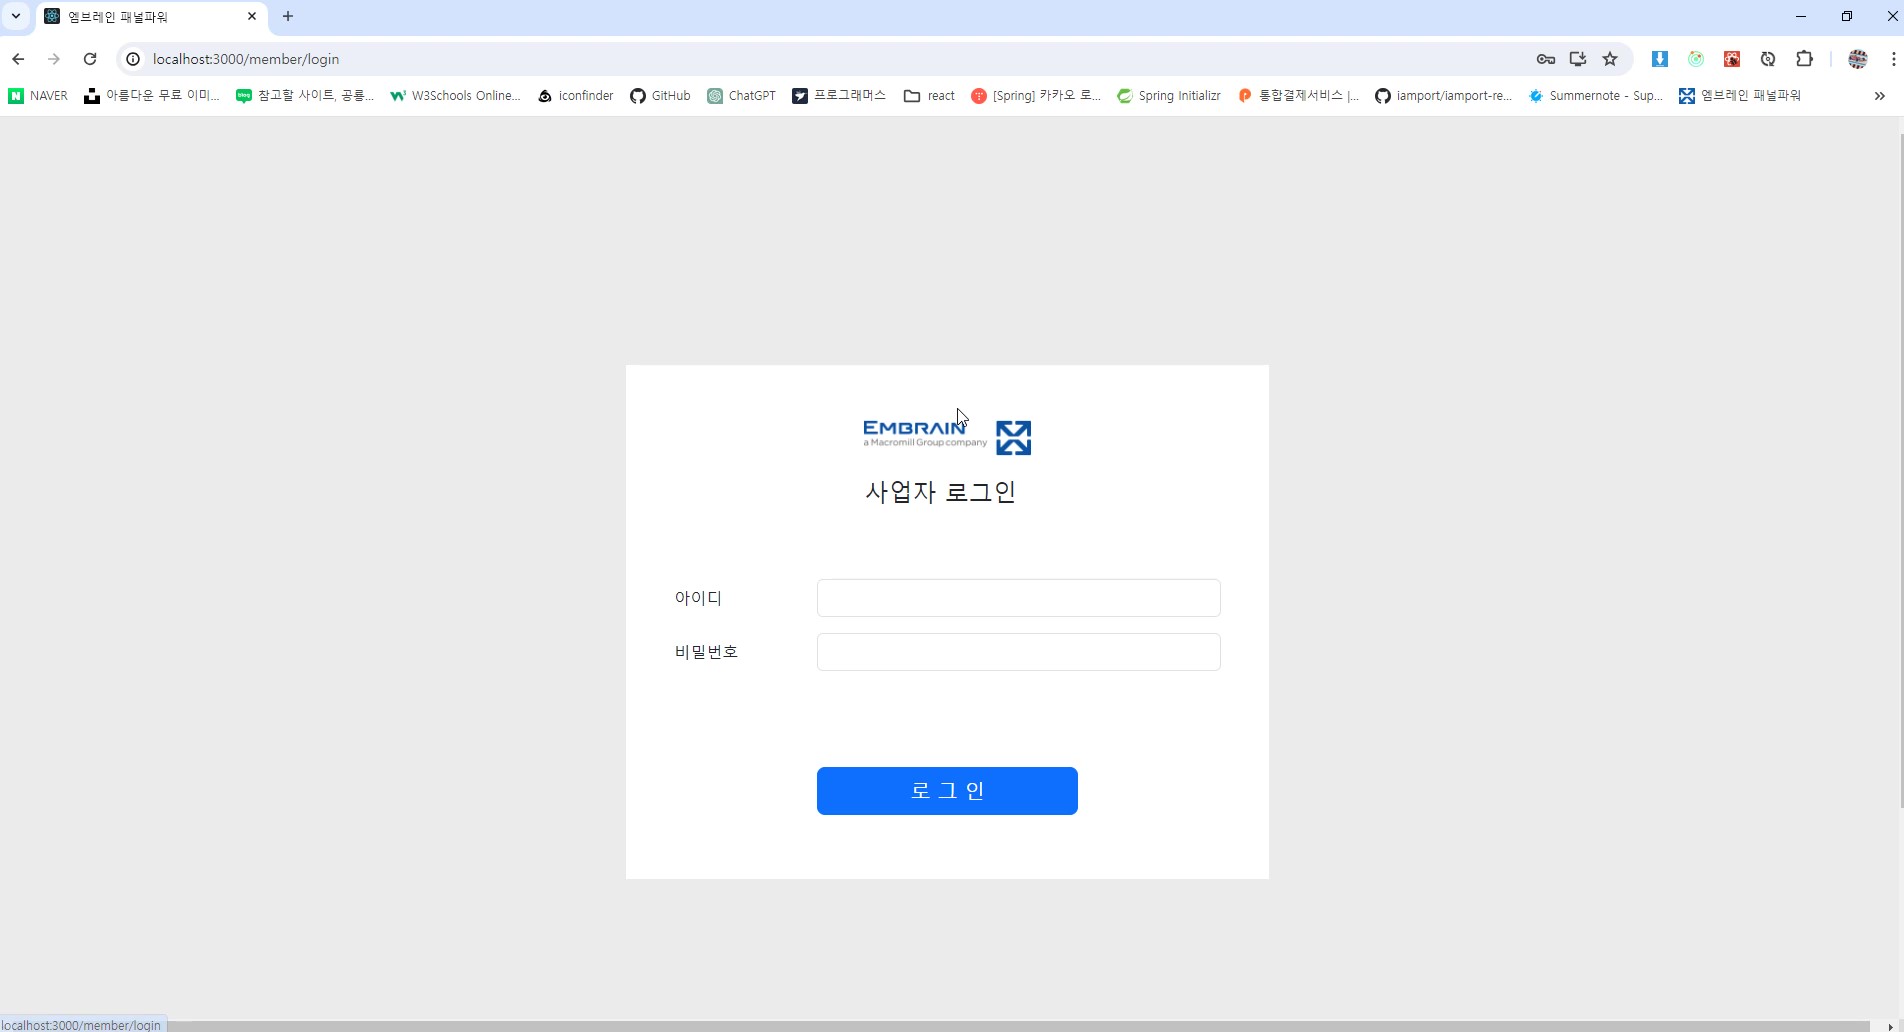 엠브레인 패널파워
localhost:3000/member/login
NAVER 아름다운 무료 이미... 참고할 사이트, 공룡... W3Schools Online... iconfinder GitHub ChatGPT 프로그래머스 react [Spring] 카카오 로... Spring Initializr 통합결제서비스 |... iamport/iamport-re... Summernote - Sup... 엠브레인 패널파워
EMBRAIN
a Macromill Group company
사업자 로그인
아이디
비밀번호
로 그 인
localhost:3000/member/login